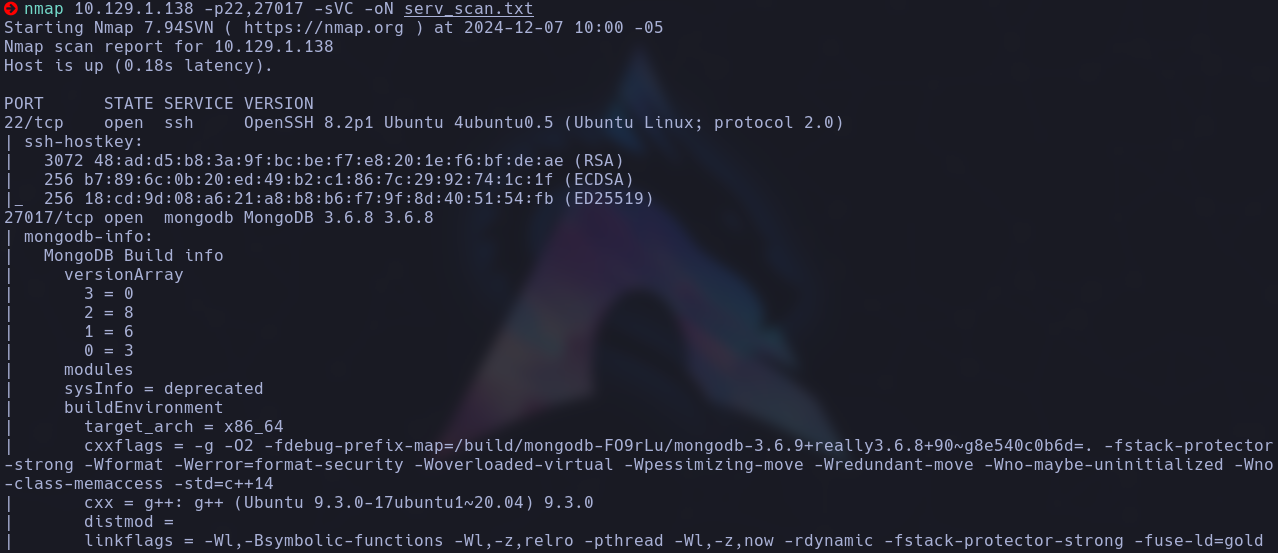 nmap 10.129.1.138 -p22,27017 -sVC -oN serv_scan.txt
Starting Nmap 7.94SVN ( https://nmap.org ) at 2024-12-07 10:00 -05
Nmap scan report for 10.129.1.138
Host is up (0.18s latency).

PORT      STATE SERVICE VERSION
22/tcp    open  ssh     OpenSSH 8.2p1 Ubuntu 4ubuntu0.5 (Ubuntu Linux; protocol 2.0)
| ssh-hostkey:
|   3072 48:ad:d5:b8:3a:9f:bc:be:f7:e8:20:1e:f6:bf:de:ae (RSA)
|   256 b7:89:6c:0b:20:ed:49:b2:c1:86:7c:29:92:74:1c:1f (ECDSA)
|_  256 18:cd:9d:08:a6:21:a8:b8:b6:f7:9f:8d:40:51:54:fb (ED25519)
27017/tcp open  mongodb MongoDB 3.6.8 3.6.8
| mongodb-info:
|   MongoDB Build info
|     versionArray
|       3 = 0
|       2 = 8
|       1 = 6
|       0 = 3
|     modules
|     sysInfo = deprecated
|     buildEnvironment
|       target_arch = x86_64
|       cxxflags = -g -O2 -fdebug-prefix-map=/build/mongodb-FO9rLu/mongodb-3.6.9+really3.6.8+90~g8e540c0b6d=. -fstack-protector
-strong -Wformat -Werror=format-security -Woverloaded-virtual -Wpessimizing-move -Wredundant-move -Wno-maybe-uninitialized -Wno
-class-memaccess -std=c++14
|       cxx = g++: g++ (Ubuntu 9.3.0-17ubuntu1~20.04) 9.3.0
|       distmod =
|       linkflags = -Wl,-Bsymbolic-functions -Wl,-z,relro -pthread -Wl,-z,now -rdynamic -fstack-protector-strong -fuse-ld=gold